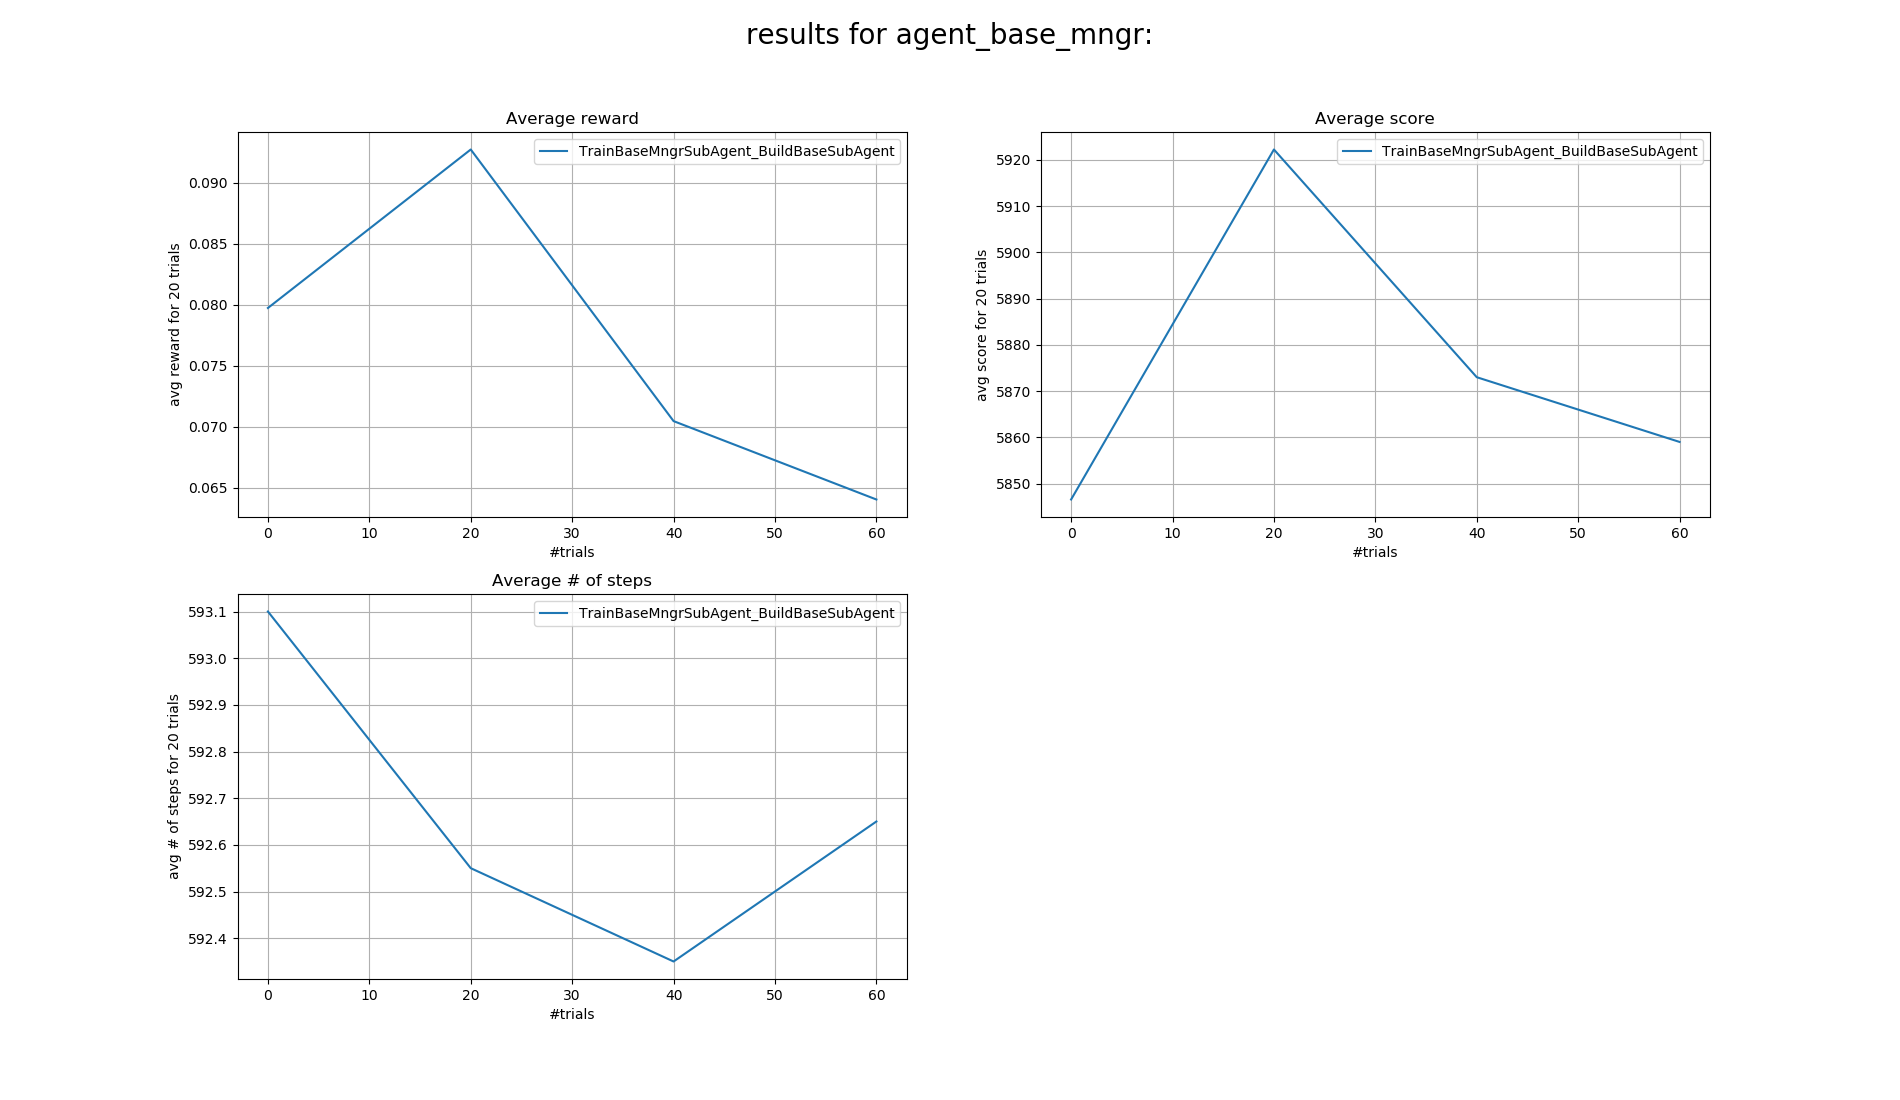 results for agent_base_mngr:
Average reward
TrainBaseMngrSubAgent_BuildBaseSubAgent
avg reward for 20 trials
0.090
0.085
0.080
0.075
0.070
0.065
0 10 20 30 40 50 60
#trials
Average score
TrainBaseMngrSubAgent_BuildBaseSubAgent
avg score for 20 trials
5920
5910
5900
5890
5880
5870
5860
5850
0 10 20 30 40 50 60
#trials
Average # of steps
TrainBaseMngrSubAgent_BuildBaseSubAgent
avg # of steps for 20 trials
593.1
593.0
592.9
592.8
592.7
592.6
592.5
592.4
0 10 20 30 40 50 60
#trials